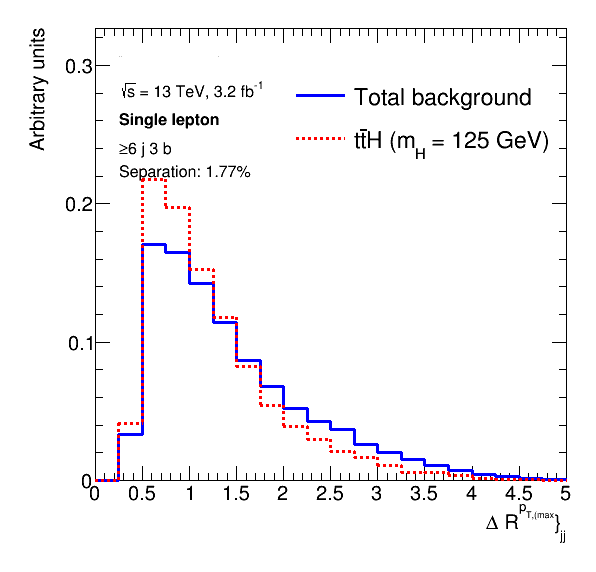 Arbitrary units
0.3
0.2
0.1
0
√s = 13 TeV, 3.2 fb⁻¹
Single lepton
≥6 j 3 b
Separation: 1.77%
Total background
tt̄H (m_H = 125 GeV)
0 0.5 1 1.5 2 2.5 3 3.5 4 4.5 5
Δ R^{p_{T,(max}}_{jj}